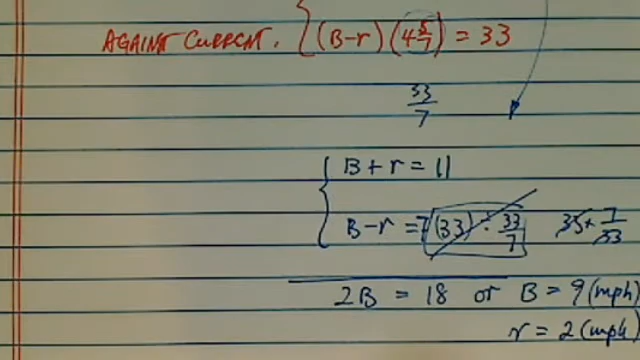 AGAINST CURRENT. { (B-r)(4 5/7) = 33
33/7
{ B + r = 11
B - r = 7 (33) ÷ 33/7 33 × 7/33
2B = 18 or B = 9 (mph)
r = 2 (mph)